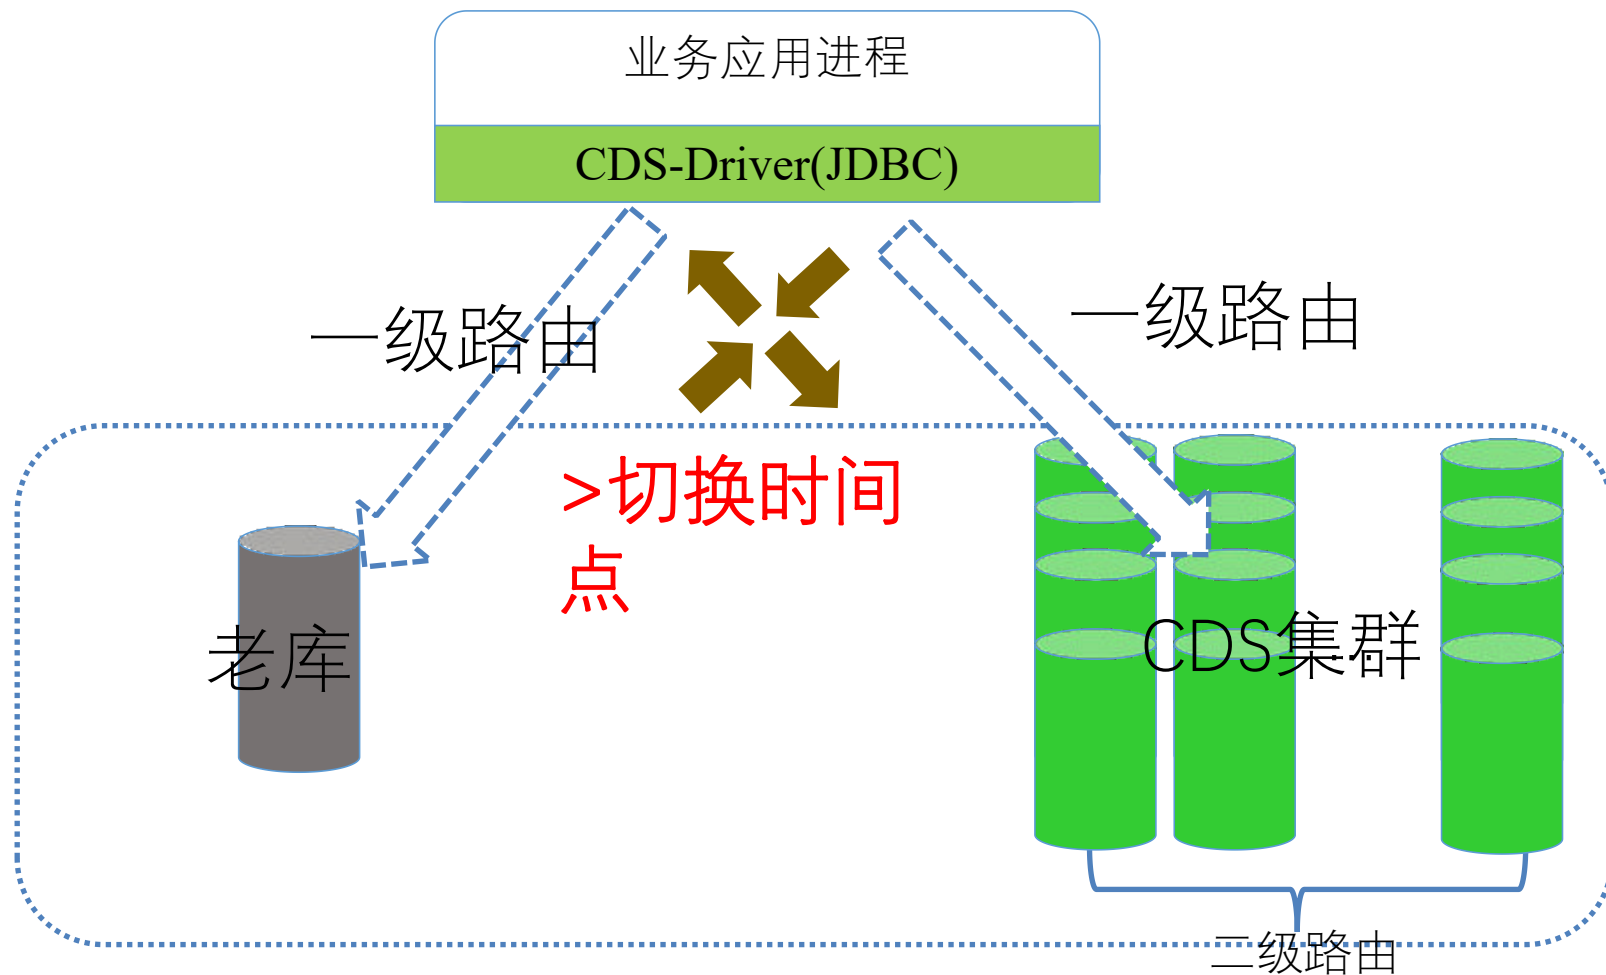 业务应用进程
CDS-Driver(JDBC)
一级路由
一级路由
>切换时间
点
老库
CDS集群
二级路由